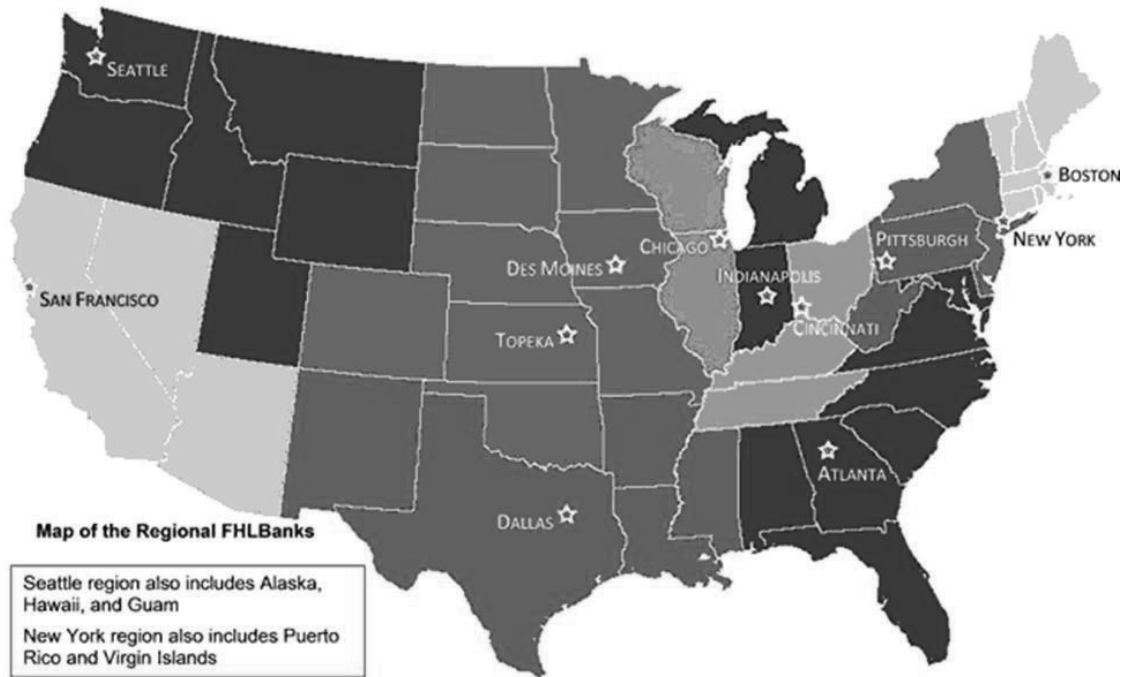 SEATTLE
BOSTON
CHICAGO
PITTSBURGH
NEW YORK
DES MOINES
INDIANAPOLIS
SAN FRANCISCO
CINCINNATI
TOPEKA
ATLANTA
DALLAS
Map of the Regional FHLBanks
Seattle region also includes Alaska,
Hawaii, and Guam
New York region also includes Puerto
Rico and Virgin Islands